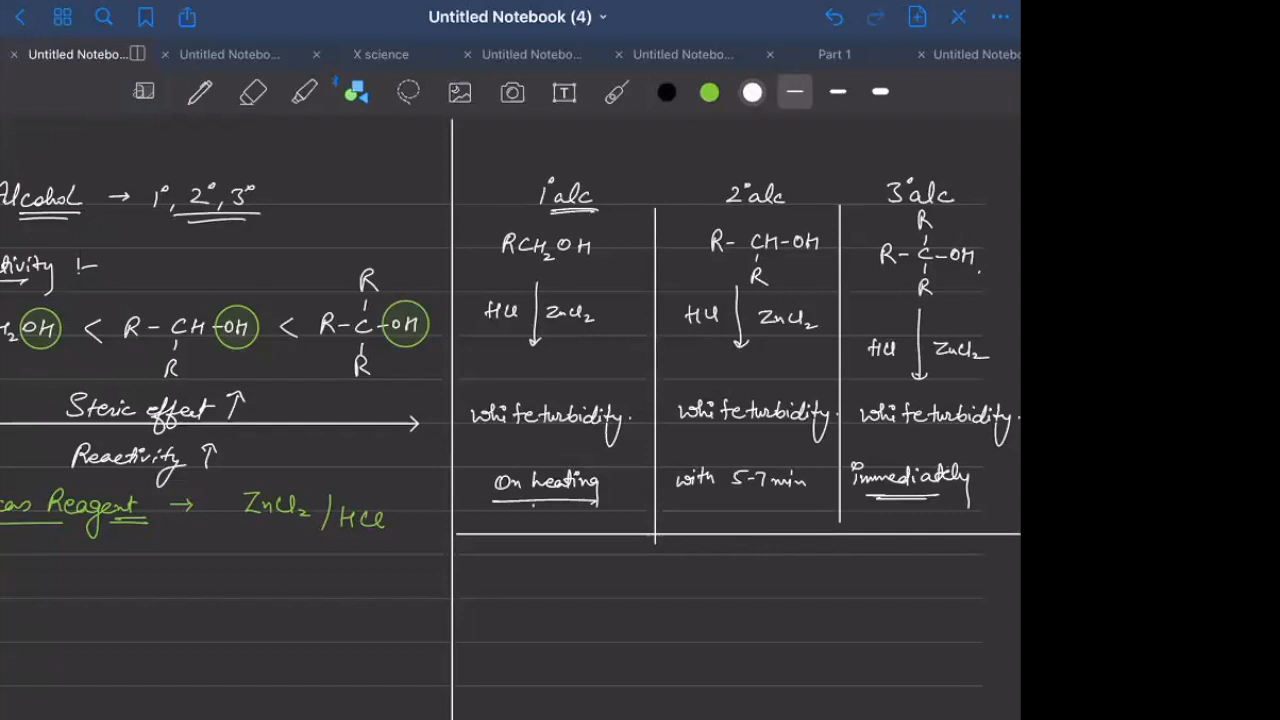 Untitled Notebook (4)
Untitled Notebo... Untitled Notebo... X science Untitled Notebo... Untitled Notebo... Part 1 Untitled Notebo
Alcohol → 1°, 2°, 3°
tivity :-
H₂OH < R - CH - OH < R - C - OH
R
R
R
Steric effect ↑
Reactivity ↑
cas Reagent → ZnCl₂ / HCl
1° alc
RCH₂OH
HCl ZnCl₂
white turbidity.
On heating
2° alc
R - CH - OH
R
HCl ZnCl₂
white turbidity.
with 5-7 min
3° alc
R
R - C - OH.
R
HCl ZnCl₂
white turbidity.
immediately